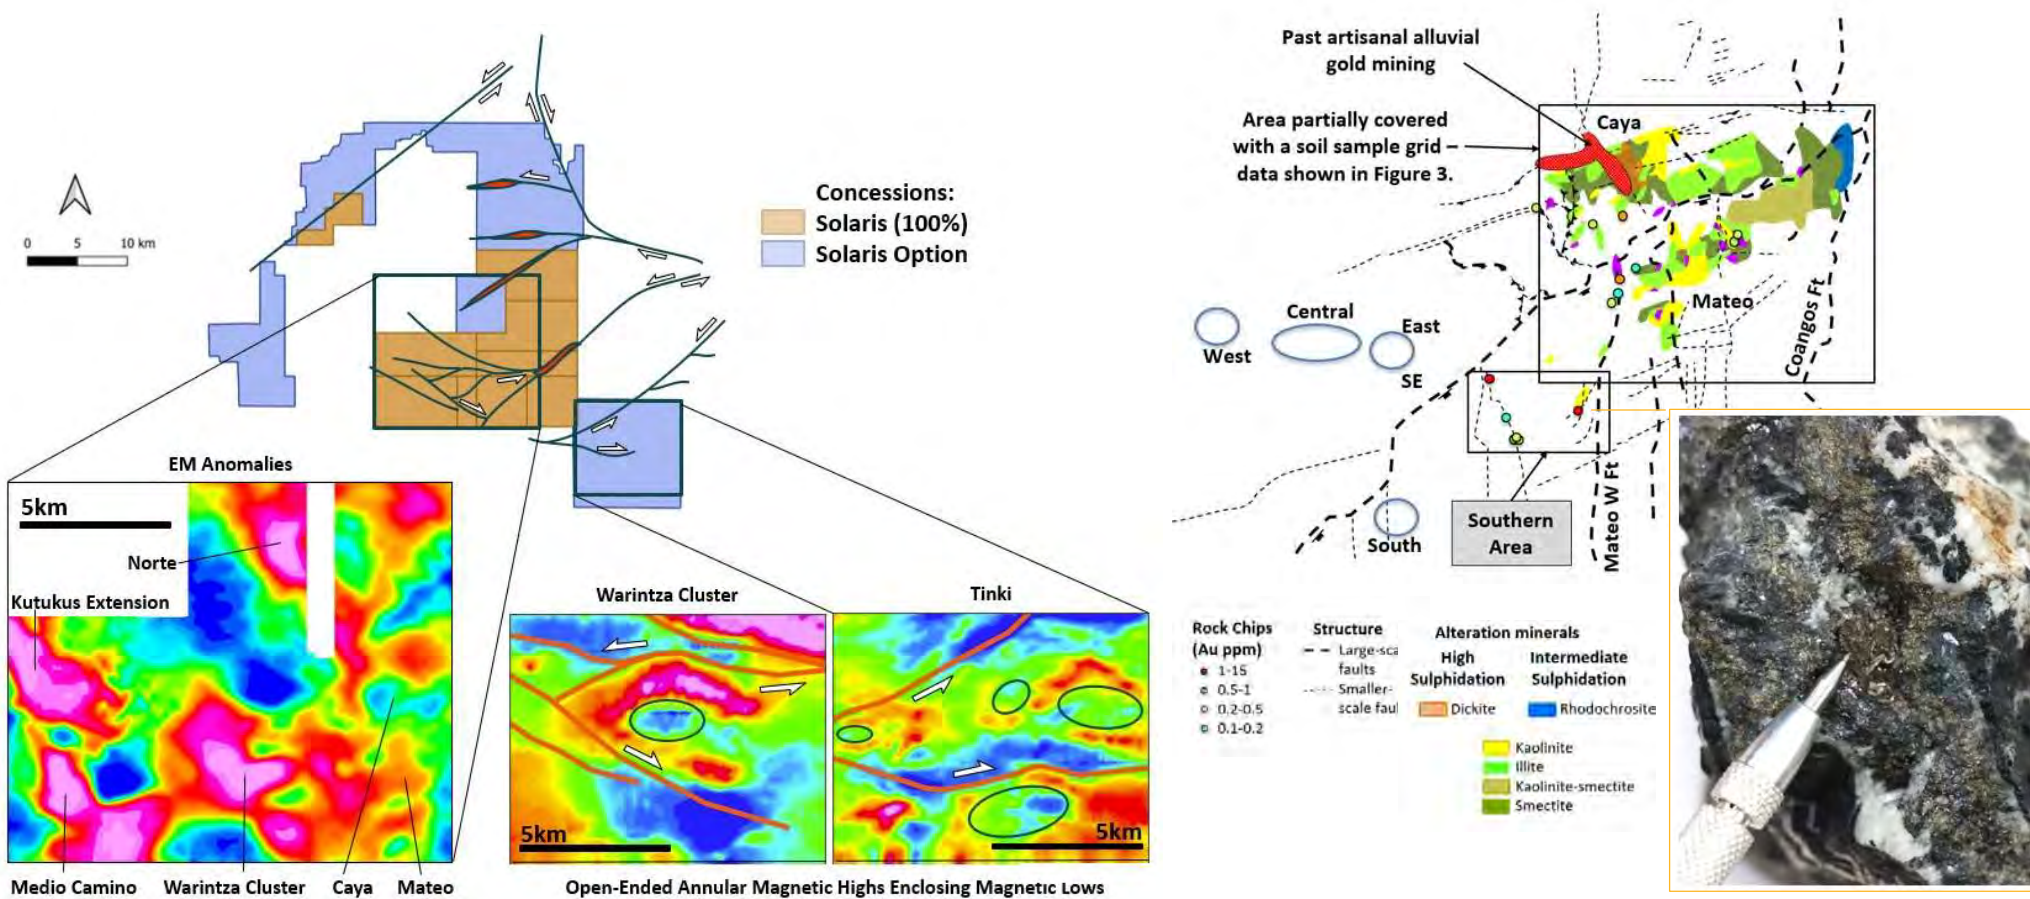 Concessions:
Solaris (100%)
Solaris Option
0 5 10 km
EM Anomalies
5km
Norte
Kutukus Extension
Medio Camino
Warintza Cluster
Caya
Mateo
Warintza Cluster
Tinki
5km
5km
Open-Ended Annular Magnetic Highs Enclosing Magnetic Lows
Past artisanal alluvial
gold mining
Area partially covered
with a soil sample grid –
data shown in Figure 3.
Caya
Mateo
Coangos Ft
Central
East
West
SE
Southern
Area
South
Mateo W Ft
Rock Chips
(Au ppm)
1-15
0.5-1
0.2-0.5
0.1-0.2
Structure
Large-sca
faults
Smaller-
scale faul
Alteration minerals
High
Sulphidation
Intermediate
Sulphidation
Dickite
Rhodochrosite
Kaolinite
Illite
Kaolinite-smectite
Smectite